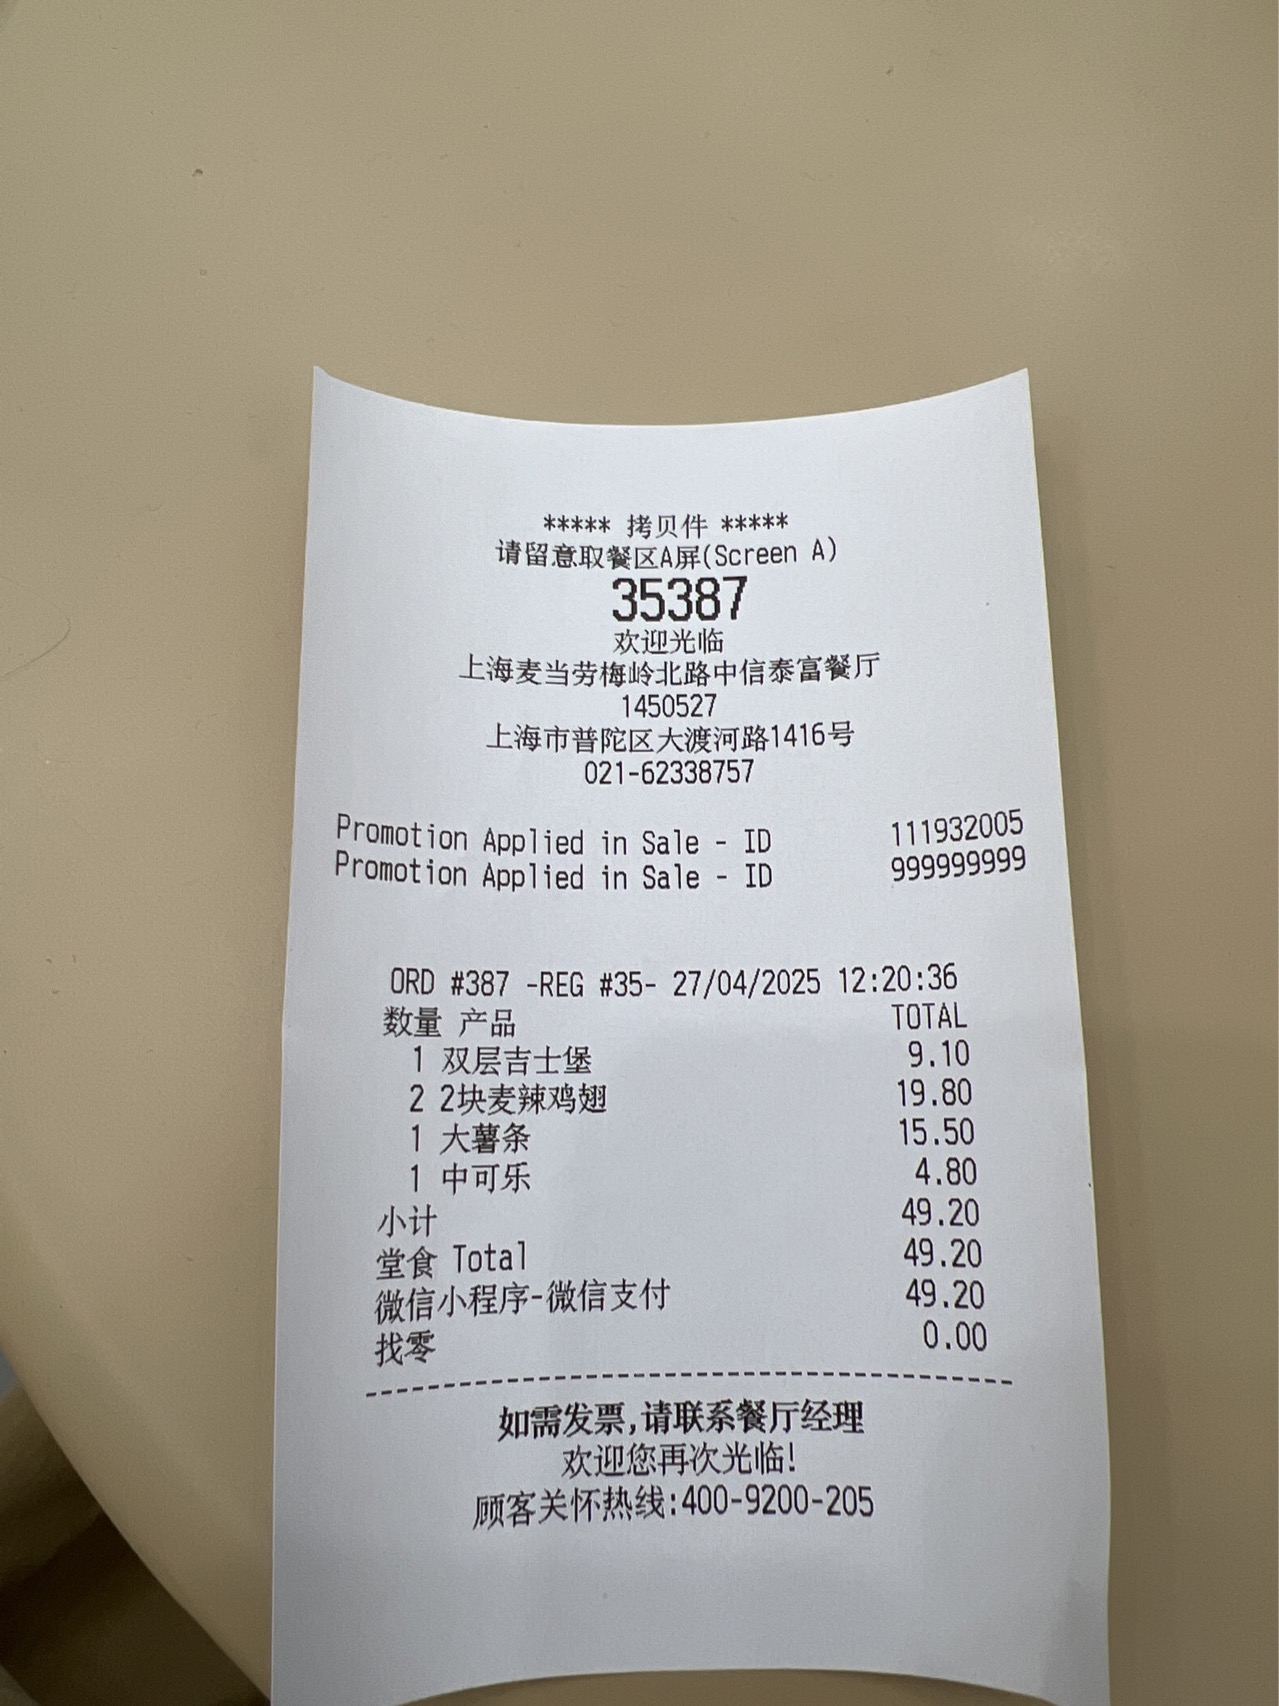 ***** 拷贝件 *****
请留意取餐区A屏(Screen A)
35387
欢迎光临
上海麦当劳梅岭北路中信泰富餐厅
1450527
上海市普陀区大渡河路1416号
021-62338757
Promotion Applied in Sale - ID 111932005
Promotion Applied in Sale - ID 999999999
ORD #387 -REG #35- 27/04/2025 12:20:36
数量 产品 TOTAL
1 双层吉士堡 9.10
2 2块麦辣鸡翅 19.80
1 大薯条 15.50
1 中可乐 4.80
小计 49.20
堂食 Total 49.20
微信小程序-微信支付 49.20
找零 0.00
如需发票,请联系餐厅经理
欢迎您再次光临!
顾客关怀热线:400-9200-205